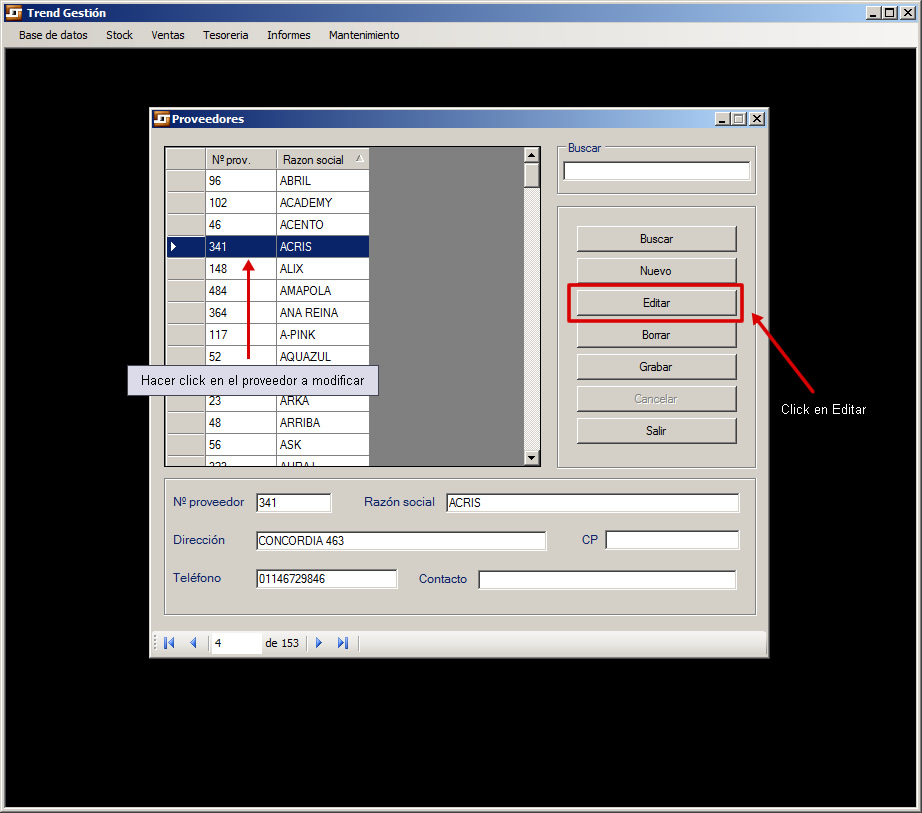 Trend Gestión
Base de datos Stock Ventas Tesoreria Informes Mantenimiento
Proveedores
Nº prov. Razon social
96 ABRIL
102 ACADEMY
46 ACENTO
341 ACRIS
148 ALIX
484 AMAPOLA
364 ANA REINA
117 A-PINK
52 AQUAZUL
Hacer click en el proveedor a modificar
23 ARKA
48 ARRIBA
56 ASK
Buscar
Buscar
Nuevo
Editar
Borrar
Grabar
Cancelar
Salir
Click en Editar
Nº proveedor 341 Razón social ACRIS
Dirección CONCORDIA 463 CP
Teléfono 01146729846 Contacto
4 de 153